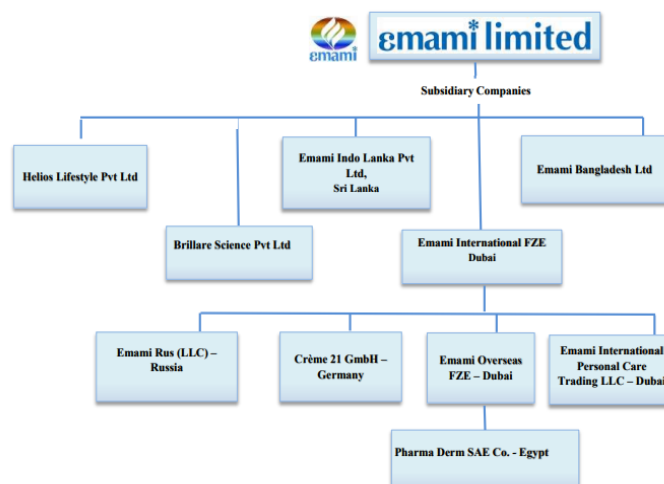 emami
emami* limited
Subsidiary Companies
Helios Lifestyle Pvt Ltd
Brillare Science Pvt Ltd
Emami Indo Lanka Pvt
Ltd,
Sri Lanka
Emami International FZE
Dubai
Emami Bangladesh Ltd
Emami Rus (LLC) –
Russia
Crème 21 GmbH –
Germany
Emami Overseas
FZE – Dubai
Emami International
Personal Care
Trading LLC – Dubai
Pharma Derm SAE Co. - Egypt